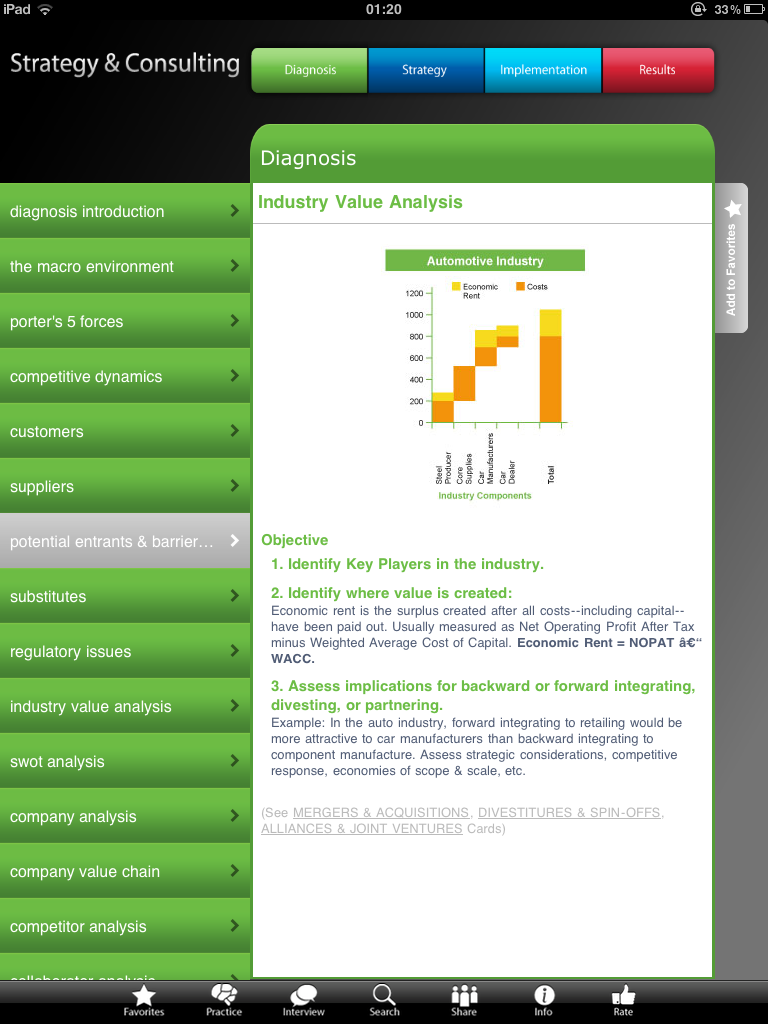 iPad
01:20
33%
Strategy & Consulting
Diagnosis
Strategy
Implementation
Results
Diagnosis
diagnosis introduction
the macro environment
porter's 5 forces
competitive dynamics
customers
suppliers
potential entrants & barrier...
substitutes
regulatory issues
industry value analysis
swot analysis
company analysis
company value chain
competitor analysis
collaborator analysis
Industry Value Analysis
Add to Favorites
Automotive Industry
Economic
Rent
Costs
1200
1000
800
600
400
200
0
Steel
Producer
Core
Supplies
Car
Manufacturers
Car
Dealer
Total
Industry Components
Objective
1. Identify Key Players in the industry.
2. Identify where value is created:
Economic rent is the surplus created after all costs--including capital--
have been paid out. Usually measured as Net Operating Profit After Tax
minus Weighted Average Cost of Capital. Economic Rent = NOPAT â€“
WACC.
3. Assess implications for backward or forward integrating,
divesting, or partnering.
Example: In the auto industry, forward integrating to retailing would be
more attractive to car manufacturers than backward integrating to
component manufacture. Assess strategic considerations, competitive
response, economies of scope & scale, etc.
(See MERGERS & ACQUISITIONS, DIVESTITURES & SPIN-OFFS,
ALLIANCES & JOINT VENTURES Cards)
Favorites
Practice
Interview
Search
Share
Info
Rate